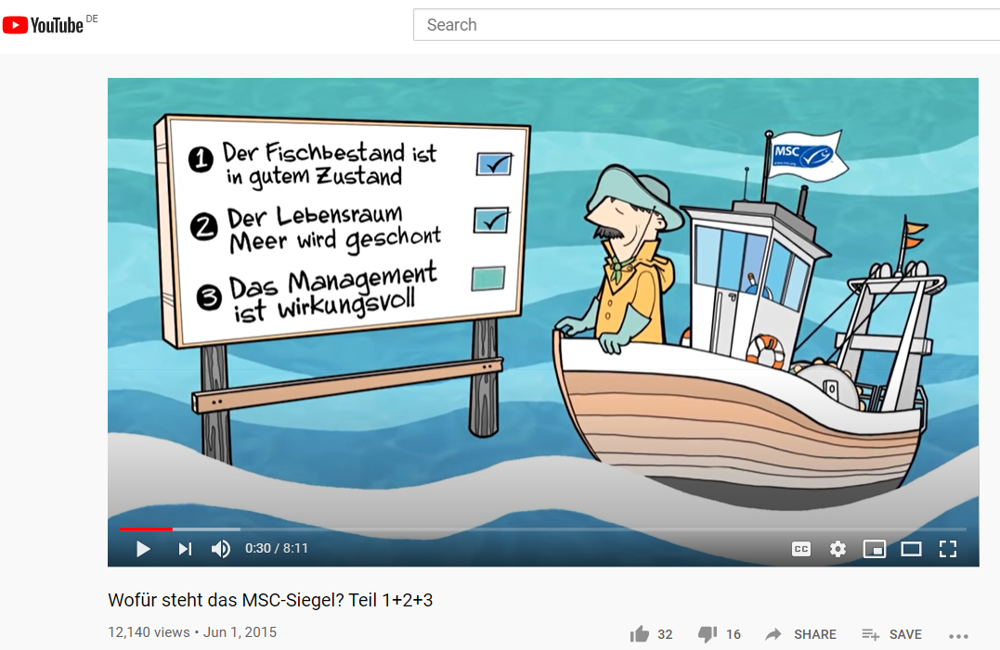 YouTube DE
Search
1 Der Fischbestand ist
in gutem Zustand
2 Der Lebensraum
Meer wird geschont
3 Das Management
ist wirkungsvoll
MSC
0:30 / 8:11
CC
Wofür steht das MSC-Siegel? Teil 1+2+3
12,140 views • Jun 1, 2015
32
16
SHARE
SAVE